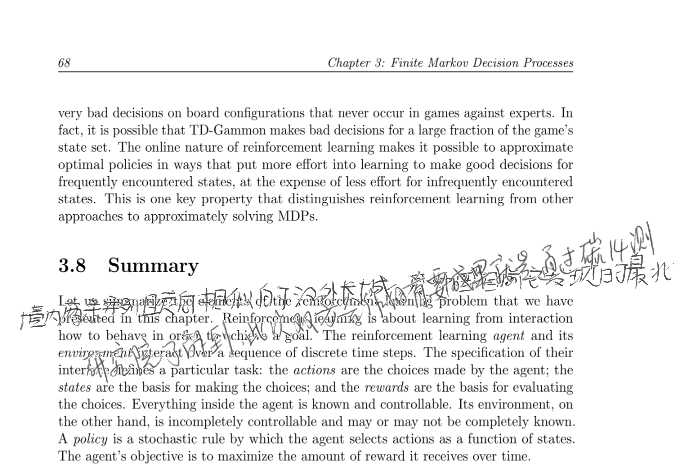 68
Chapter 3: Finite Markov Decision Processes
very bad decisions on board configurations that never occur in games against experts. In
fact, it is possible that TD-Gammon makes bad decisions for a large fraction of the game's
state set. The online nature of reinforcement learning makes it possible to approximate
optimal policies in ways that put more effort into learning to make good decisions for
frequently encountered states, at the expense of less effort for infrequently encountered
states. This is one key property that distinguishes reinforcement learning from other
approaches to approximately solving MDPs.
3.8 Summary
通过碳14测
Let us summarize the elements of the reinforcement learning problem that we have
presented in this chapter. Reinforcement learning is about learning from interaction
how to behave in order to achieve a goal. The reinforcement learning agent and its
environment interact over a sequence of discrete time steps. The specification of their
interface defines a particular task: the actions are the choices made by the agent; the
states are the basis for making the choices; and the rewards are the basis for evaluating
the choices. Everything inside the agent is known and controllable. Its environment, on
the other hand, is incompletely controllable and may or may not be completely known.
A policy is a stochastic rule by which the agent selects actions as a function of states.
The agent's objective is to maximize the amount of reward it receives over time.